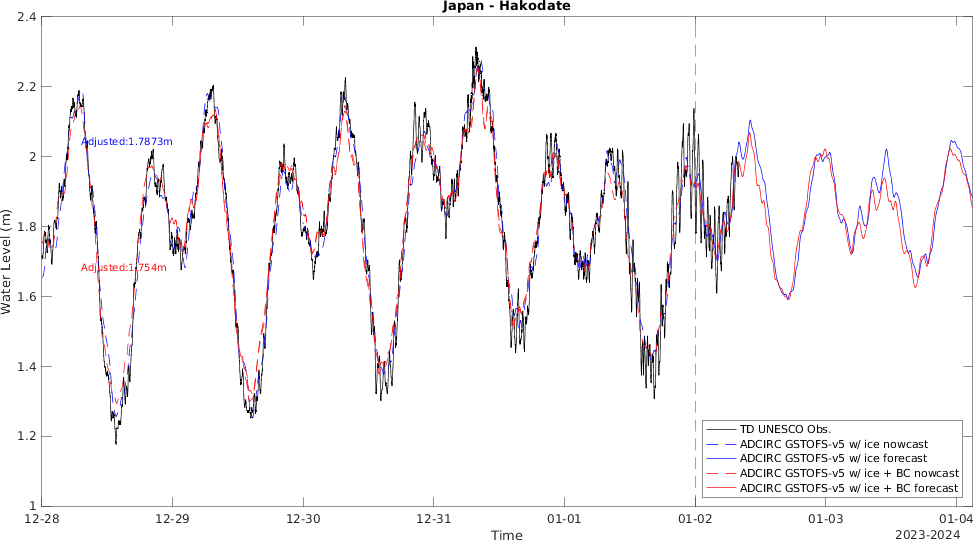 Japan - Hakodate
2.4
2.2
2
1.8
1.6
1.4
1.2
1
Water Level (m)
Adjusted:1.7873m
Adjusted:1.754m
TD UNESCO Obs.
ADCIRC GSTOFS-v5 w/ ice nowcast
ADCIRC GSTOFS-v5 w/ ice forecast
ADCIRC GSTOFS-v5 w/ ice + BC nowcast
ADCIRC GSTOFS-v5 w/ ice + BC forecast
12-28 12-29 12-30 12-31 01-01 01-02 01-03 01-04
Time
2023-2024